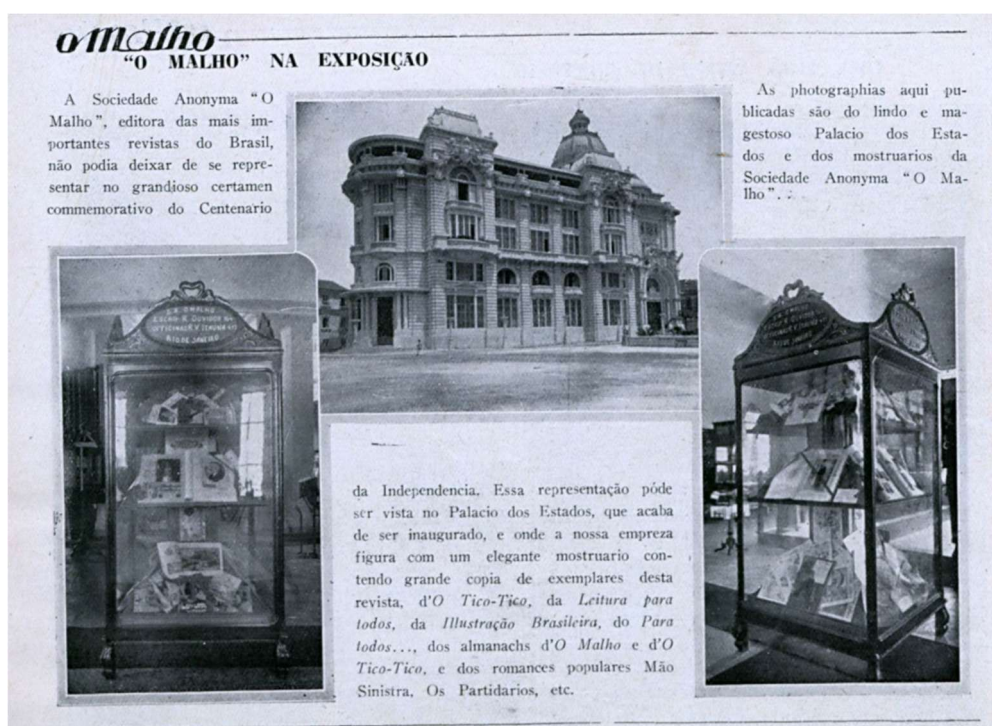 O Malho
"O MALHO" NA EXPOSIÇÃO
A Sociedade Anonyma "O
Malho", editora das mais im-
portantes revistas do Brasil,
não podia deixar de se repre-
sentar no grandioso certamen
commemorativo do Centenario
da Independencia. Essa representação póde
ser vista no Palacio dos Estados, que acaba
de ser inaugurado, e onde a nossa empreza
figura com um elegante mostruario con-
tendo grande copia de exemplares desta
revista, d'O Tico-Tico, da Leitura para
todos, da Illustração Brasileira, do Para
todos..., dos almanachs d'O Malho e d'O
Tico-Tico, e dos romances populares Mão
Sinistra, Os Partidarios, etc.
As photographias aqui pu-
blicadas são do lindo e ma-
gestoso Palacio dos Esta-
dos e dos mostruarios da
Sociedade Anonyma "O Ma-
lho".
S.A. O MALHO
R. OUVIDOR
OFFICINAS
RIO DE JANEIRO